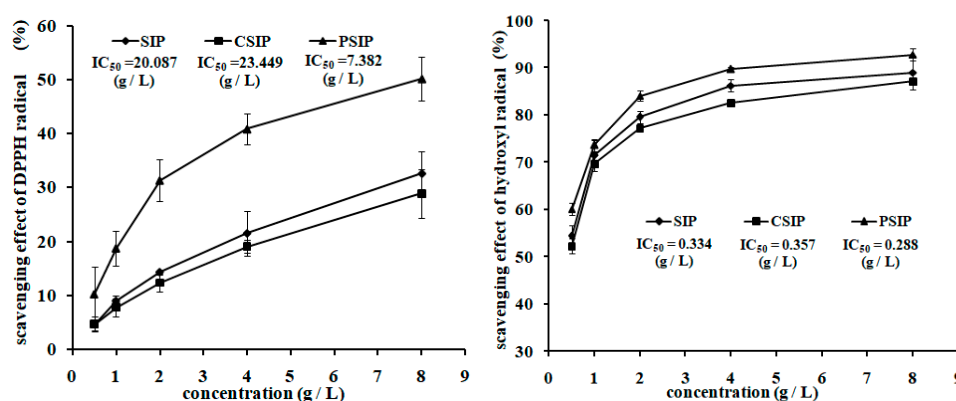 scavenging effect of DPPH radical (%)
60
50
40
30
20
10
0
SIP CSIP PSIP
IC50 =20.087 IC50 =23.449 IC50 =7.382
(g / L) (g / L) (g / L)
0 1 2 3 4 5 6 7 8 9
concentration (g / L)
scavenging effect of hydroxyl radical (%)
100
90
80
70
60
50
40
30
SIP CSIP PSIP
IC50 = 0.334 IC50 = 0.357 IC50 = 0.288
(g / L) (g / L) (g / L)
0 1 2 3 4 5 6 7 8 9
concentration (g / L)